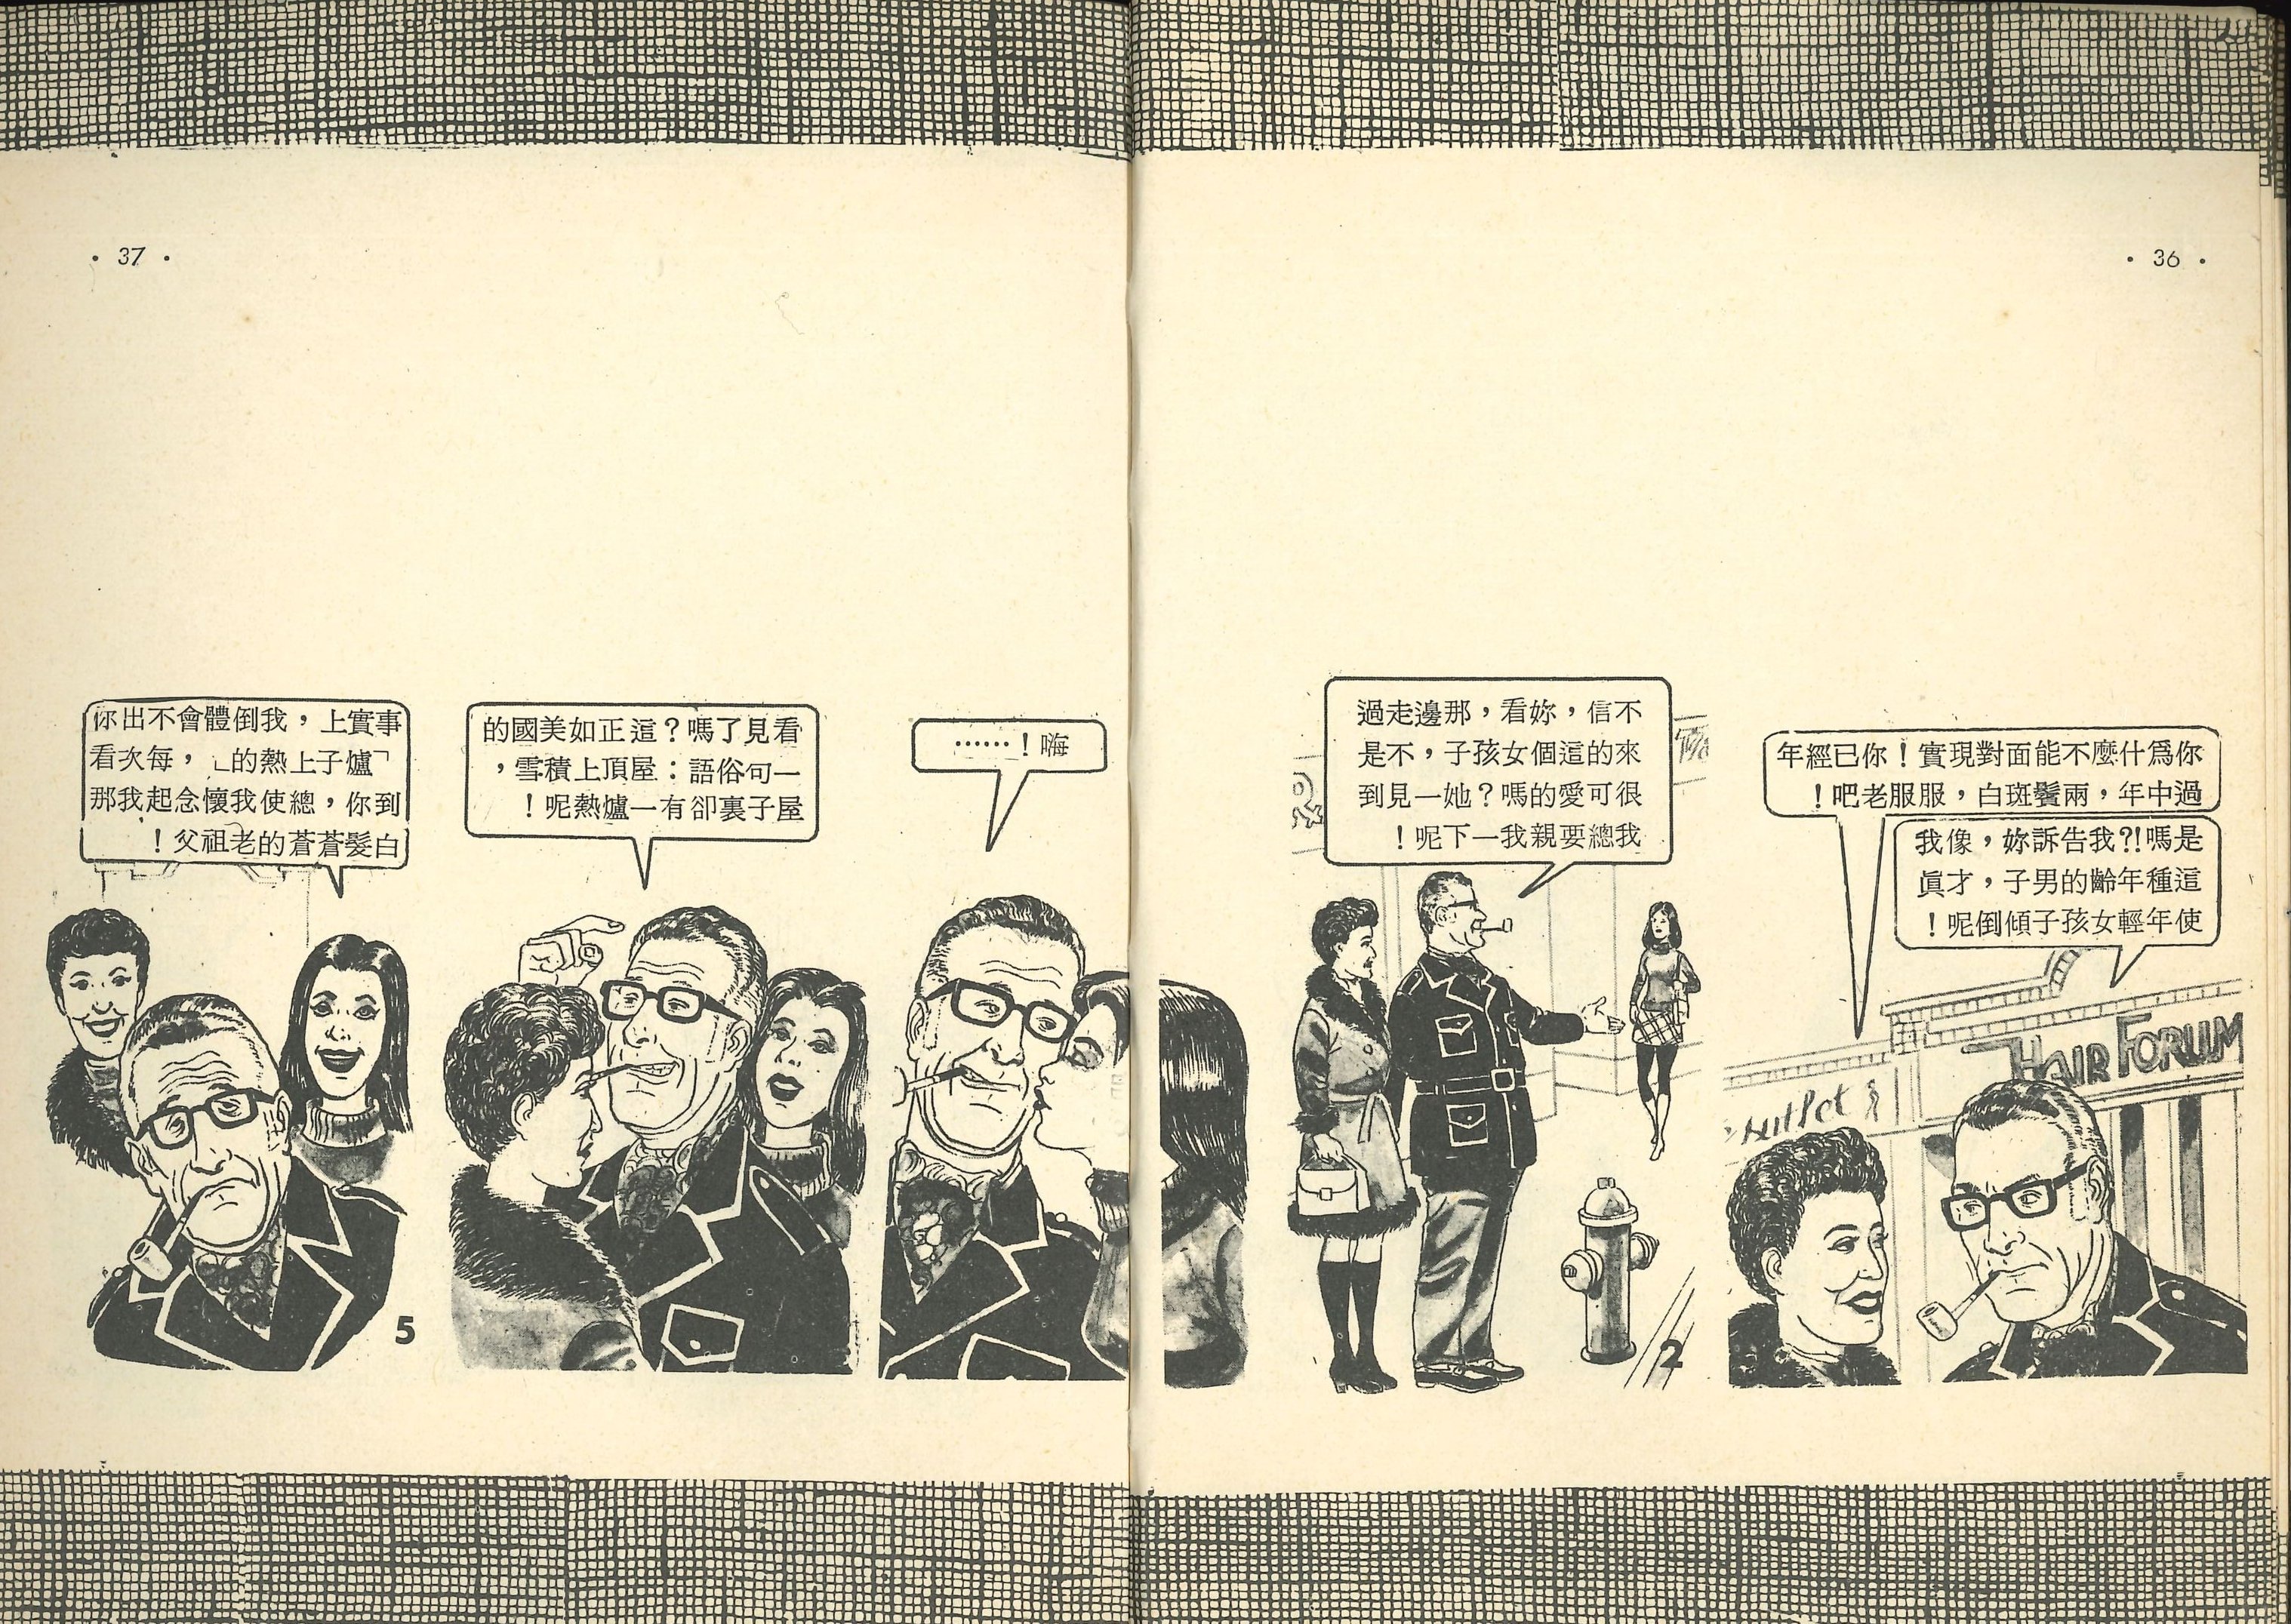 · 36 ·
你爲什麼不能面對現實！你已經年
過中年，兩鬢斑白，服服老吧！
是嗎?!我告訴妳，像我
這種年齡的男子，才眞
使年輕女孩子傾倒呢！
HAIR FORUM
不信，妳看，那邊走過
來的這個女孩子，不是
很可愛的嗎？她一見到
我總要親我一下呢！
2
· 37 ·
嗨！……
看見了嗎？這正如美國的
一句俗語：屋頂上積雪，
屋子裏卻有一爐熱呢！
事實上，我倒體會不出你
「爐子上熱的」，每次看
到你，總使我懷念起我那
白髮蒼蒼的老祖父！
5